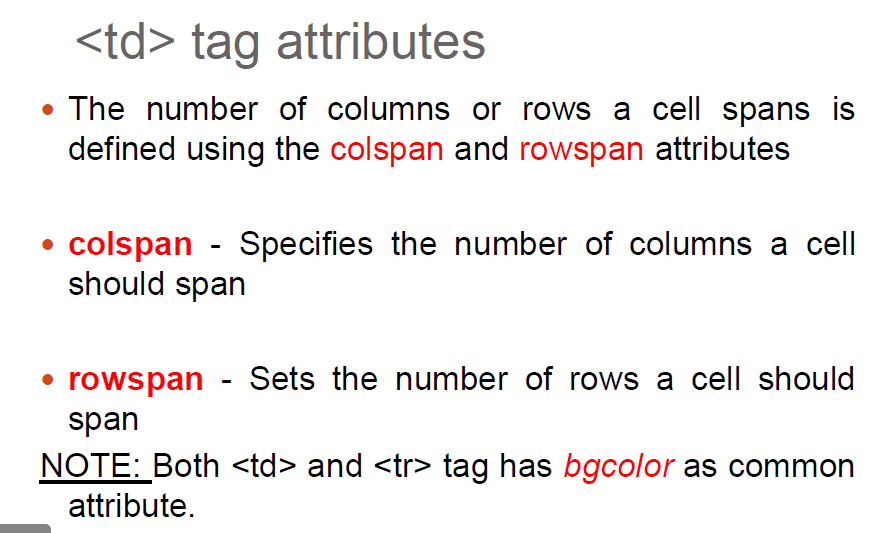 <td> tag attributes
• The number of columns or rows a cell spans is
defined using the colspan and rowspan attributes
• colspan - Specifies the number of columns a cell
should span
• rowspan - Sets the number of rows a cell should
span
NOTE: Both <td> and <tr> tag has bgcolor as common
attribute.